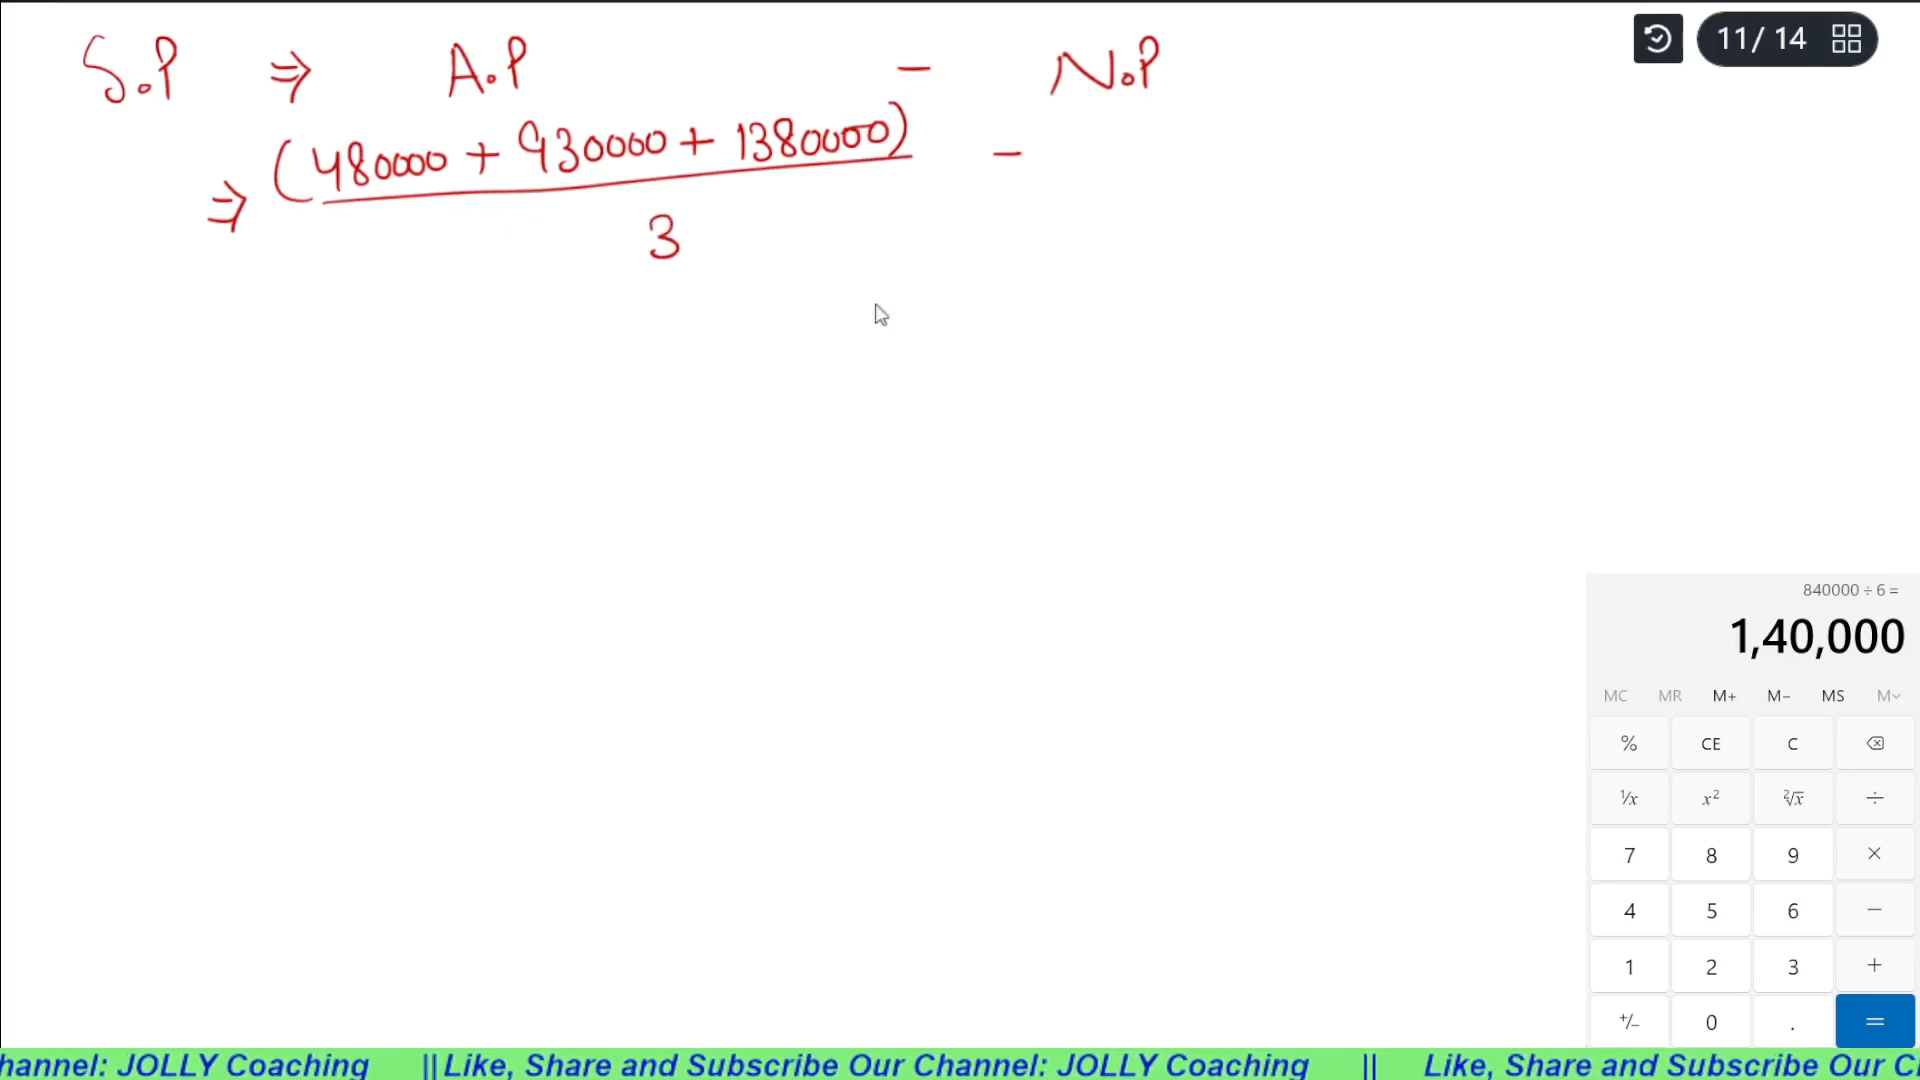 S.P ⇒ A.P - N.P
⇒ (480000 + 930000 + 1380000) -
3
11/ 14
840000 ÷ 6 =
1,40,000
MC MR M+ M- MS M˅
% CE C
¹/x x² ²√x ÷
7 8 9 ×
4 5 6 −
1 2 3 +
+/− 0 . =
hannel: JOLLY Coaching || Like, Share and Subscribe Our Channel: JOLLY Coaching || Like, Share and Subscribe Our C